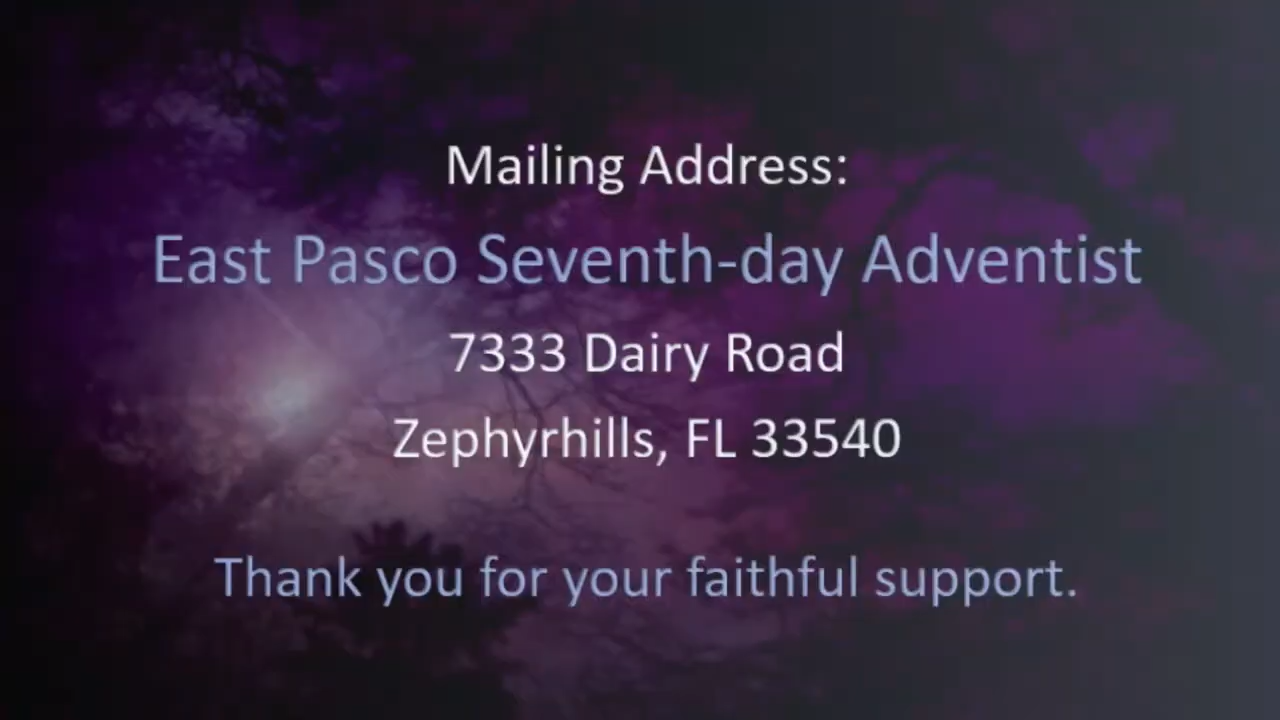 Mailing Address:
East Pasco Seventh-day Adventist
7333 Dairy Road
Zephyrhills, FL 33540
Thank you for your faithful support.